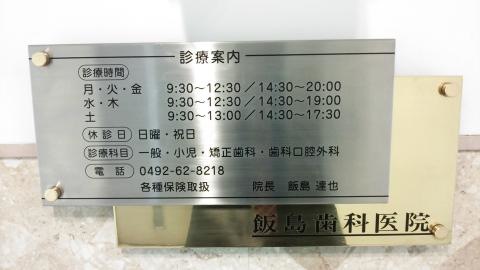 診療案内
診療時間
月・火・金 9:30〜12:30／14:30〜20:00
水・木 9:30〜12:30／14:30〜19:00
土 9:30〜13:00／14:30〜17:30
休診日 日曜・祝日
診療科目 一般・小児・矯正歯科・歯科口腔外科
電話 0492-62-8218
各種保険取扱 院長 飯島 達也
飯島歯科医院